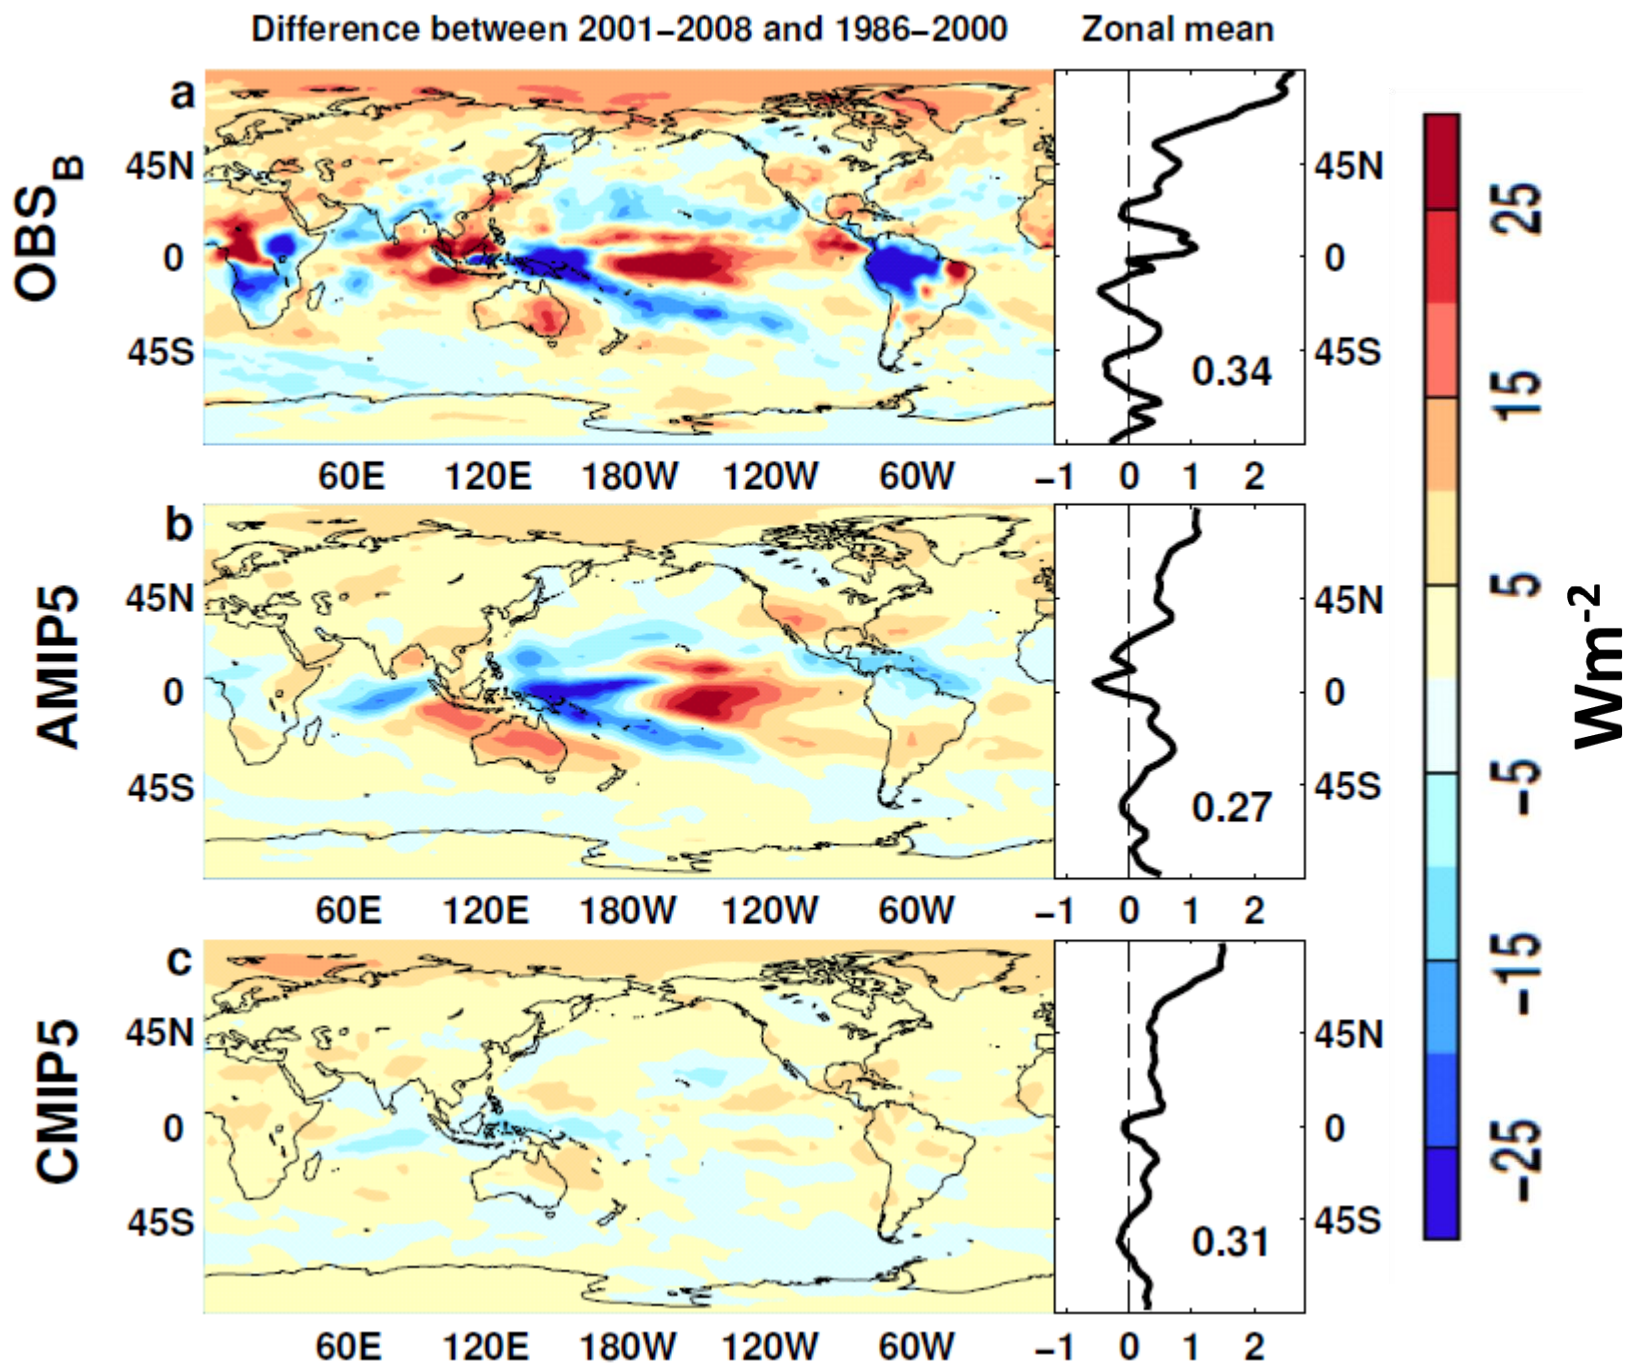 Difference between 2001–2008 and 1986–2000 Zonal mean
a
OBS_B
45N
0
45S
45N
0
45S
0.34
60E 120E 180W 120W 60W –1 0 1 2
b
AMIP5
45N
0
45S
45N
0
45S
0.27
60E 120E 180W 120W 60W –1 0 1 2
c
CMIP5
45N
0
45S
45N
0
45S
0.31
60E 120E 180W 120W 60W –1 0 1 2
25
15
5
–5
–15
–25
Wm⁻²